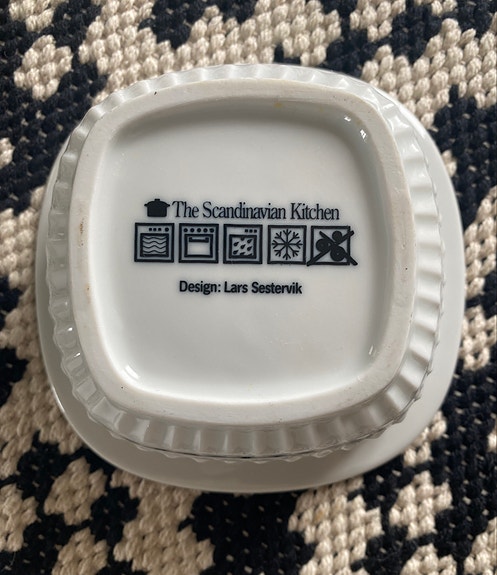 The Scandinavian Kitchen
Design: Lars Sestervik